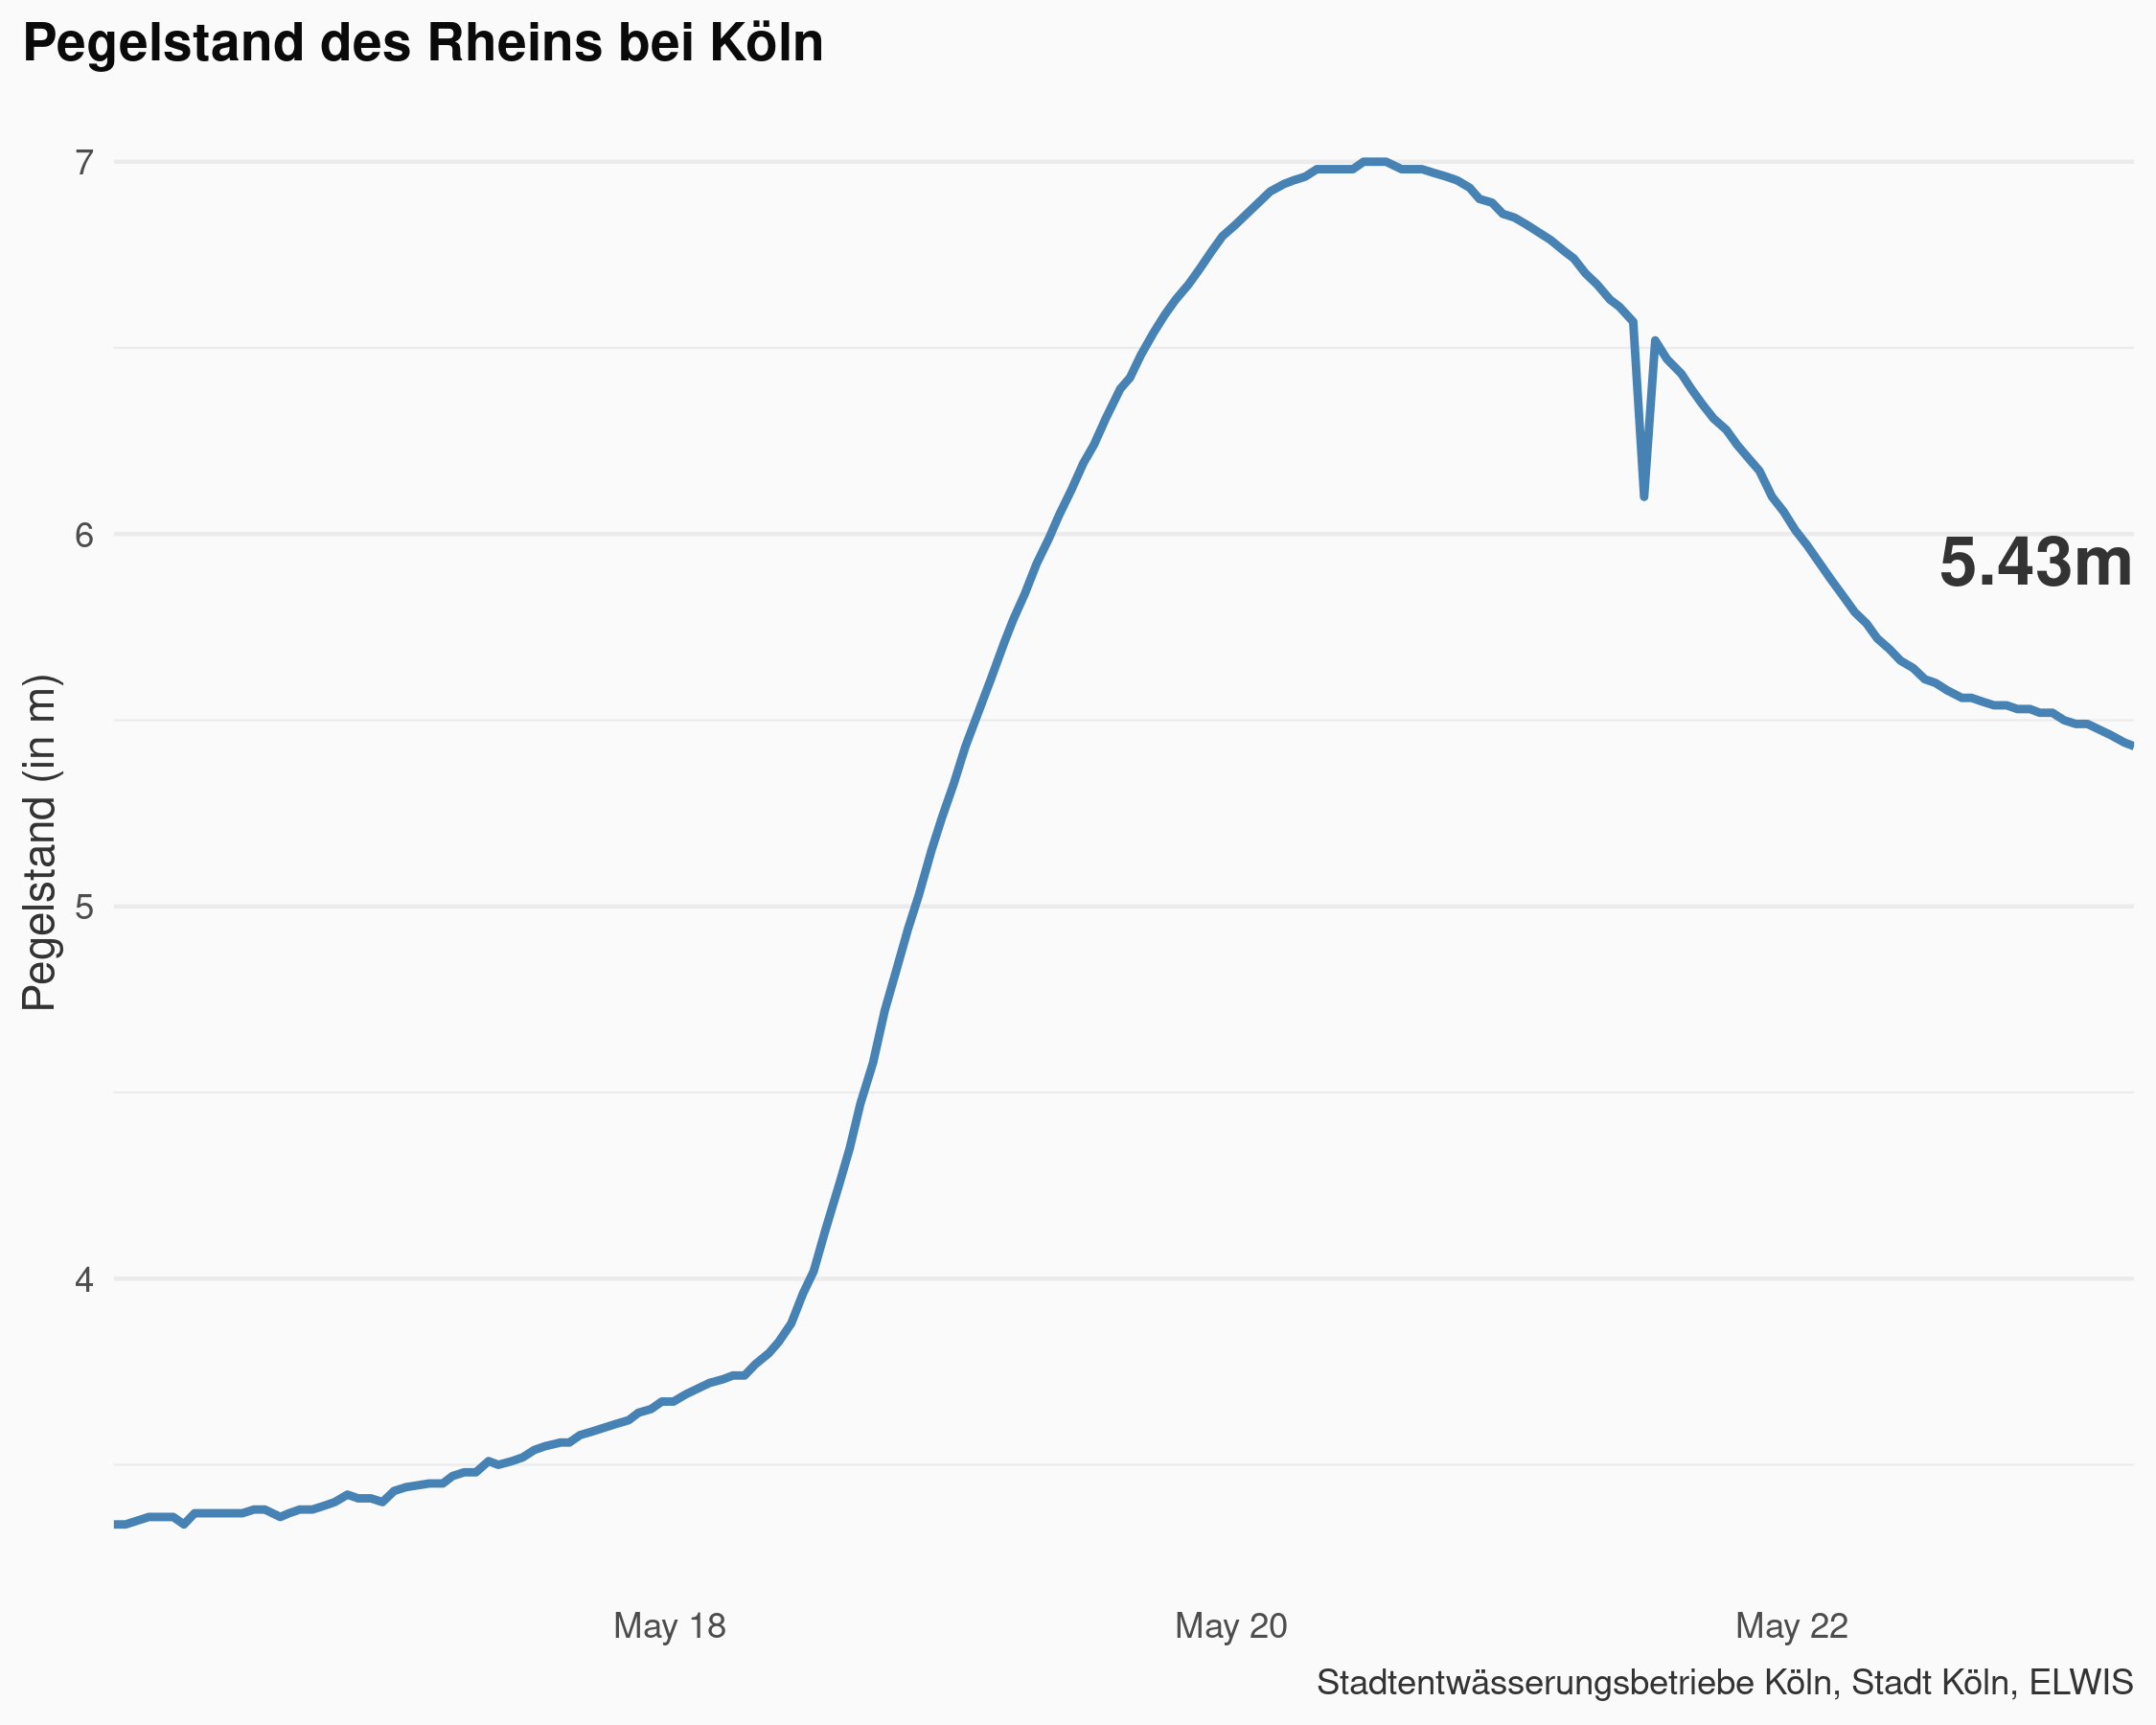 Pegelstand des Rheins bei Köln
Pegelstand (in m)
7
6
5
4
5.43m
May 18
May 20
May 22
Stadtentwässerungsbetriebe Köln, Stadt Köln, ELWIS